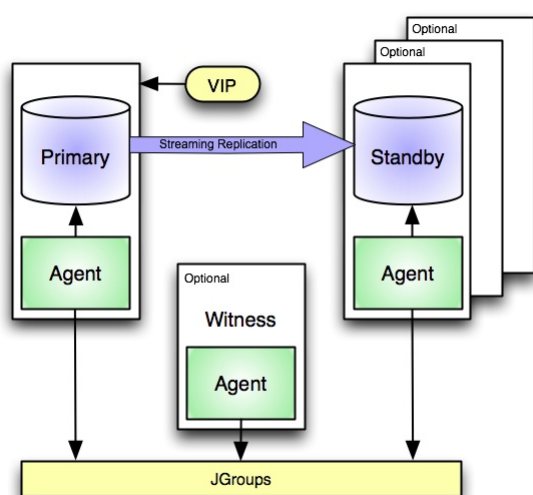 Optional
Optional
VIP
Primary
Streaming Replication
Standby
Agent
Optional
Witness
Agent
Agent
JGroups